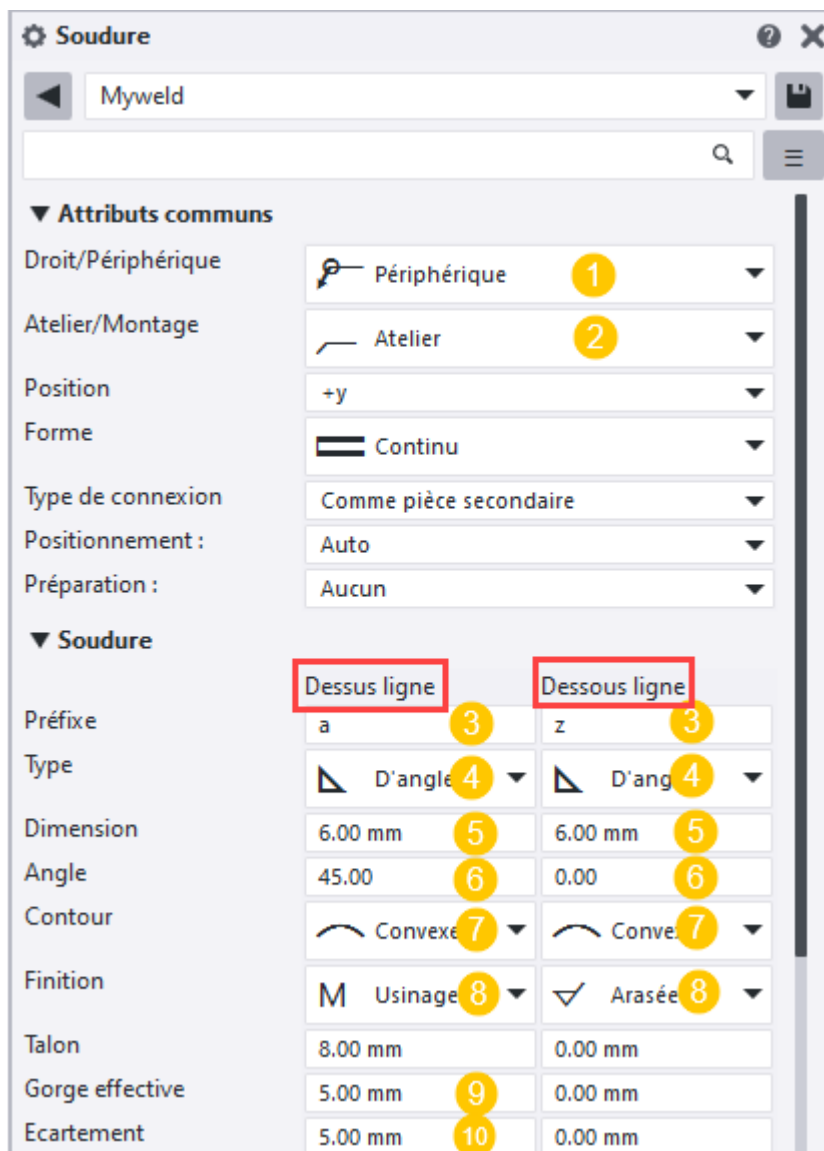 Soudure
Myweld
Attributs communs
Droit/Périphérique Périphérique 1
Atelier/Montage Atelier 2
Position +y
Forme Continu
Type de connexion Comme pièce secondaire
Positionnement : Auto
Préparation : Aucun
Soudure
Dessus ligne Dessous ligne
Préfixe a 3 z 3
Type D'angle 4 D'ang 4
Dimension 6.00 mm 5 6.00 mm 5
Angle 45.00 6 0.00 6
Contour Convexe 7 Conve 7
Finition M Usinage 8 Arasée 8
Talon 8.00 mm 0.00 mm
Gorge effective 5.00 mm 9 0.00 mm
Ecartement 5.00 mm 10 0.00 mm